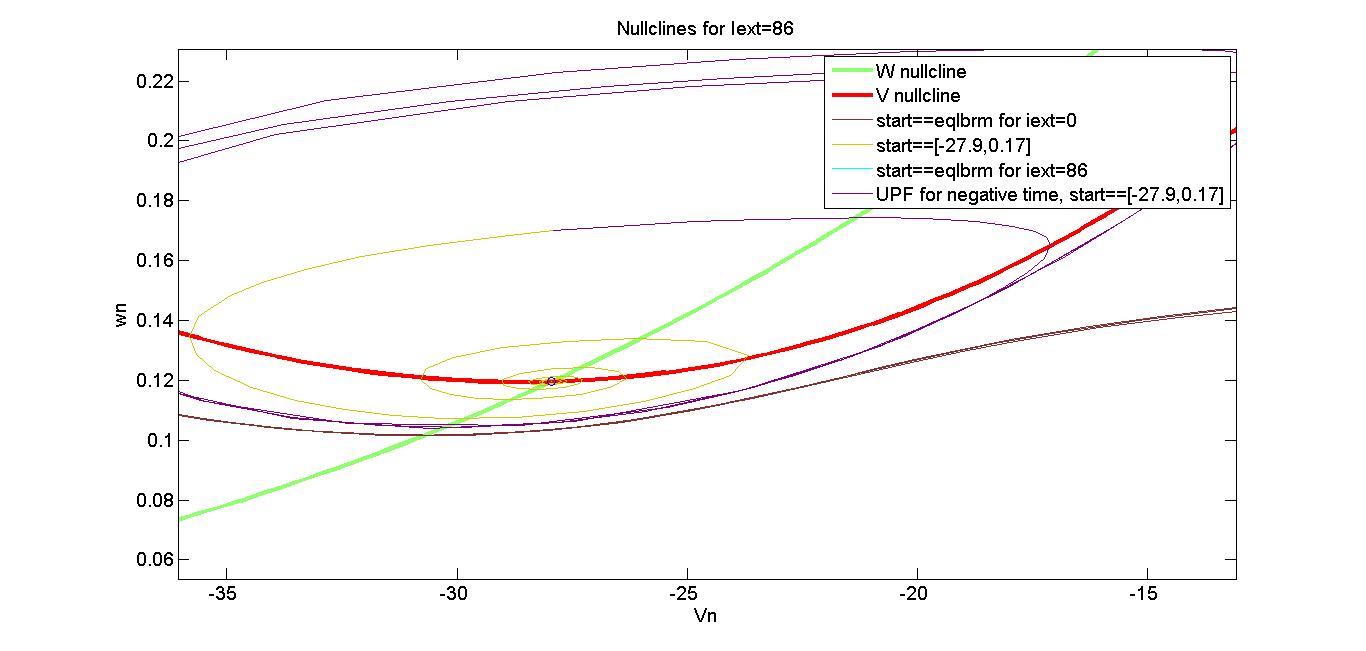 Nullclines for Iext=86
W nullcline
V nullcline
start==eqlbrm for iext=0
start==[-27.9,0.17]
start==eqlbrm for iext=86
UPF for negative time, start==[-27.9,0.17]
0.22
0.2
0.18
0.16
0.14
0.12
0.1
0.08
0.06
wn
-35
-30
-25
-20
-15
Vn